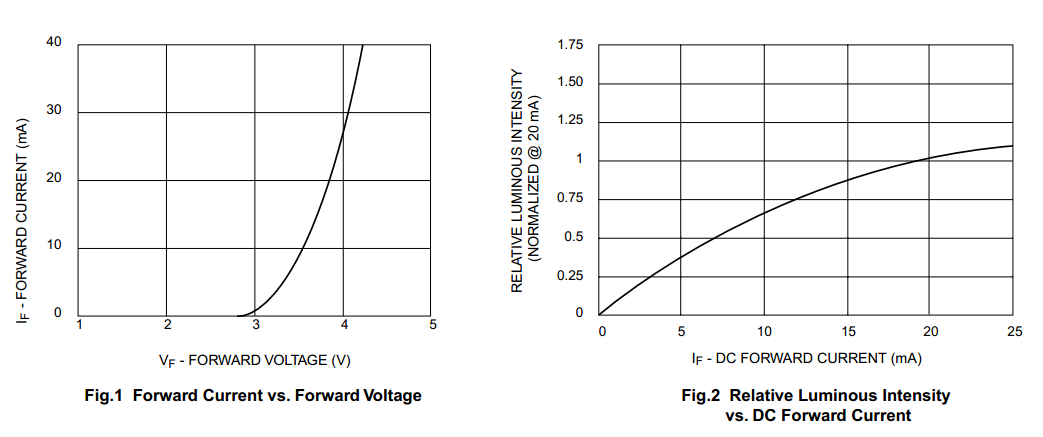 40
30
20
10
0
1 2 3 4 5
IF - FORWARD CURRENT (mA)
VF - FORWARD VOLTAGE (V)
Fig.1 Forward Current vs. Forward Voltage
1.75
1.50
1.25
1
0.75
0.5
0.25
0
0 5 10 15 20 25
RELATIVE LUMINOUS INTENSITY
(NORMALIZED @ 20 mA)
IF - DC FORWARD CURRENT (mA)
Fig.2 Relative Luminous Intensity
vs. DC Forward Current